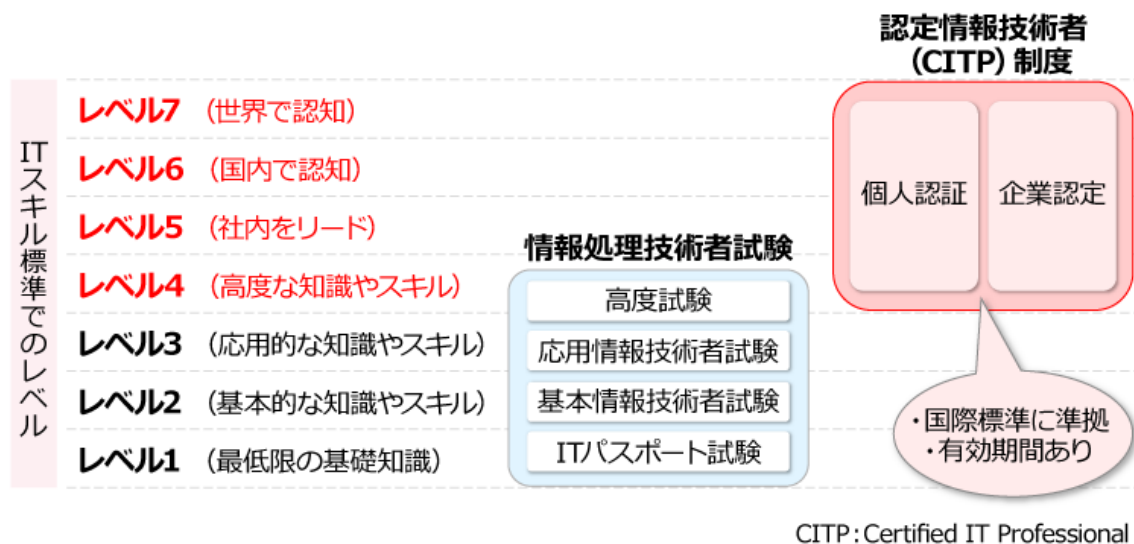 認定情報技術者
（CITP）制度
ITスキル標準でのレベル
レベル7 （世界で認知）
レベル6 （国内で認知）
レベル5 （社内をリード）
レベル4 （高度な知識やスキル）
レベル3 （応用的な知識やスキル）
レベル2 （基本的な知識やスキル）
レベル1 （最低限の基礎知識）
情報処理技術者試験
高度試験
応用情報技術者試験
基本情報技術者試験
ITパスポート試験
個人認証
企業認定
・国際標準に準拠
・有効期間あり
CITP：Certified IT Professional